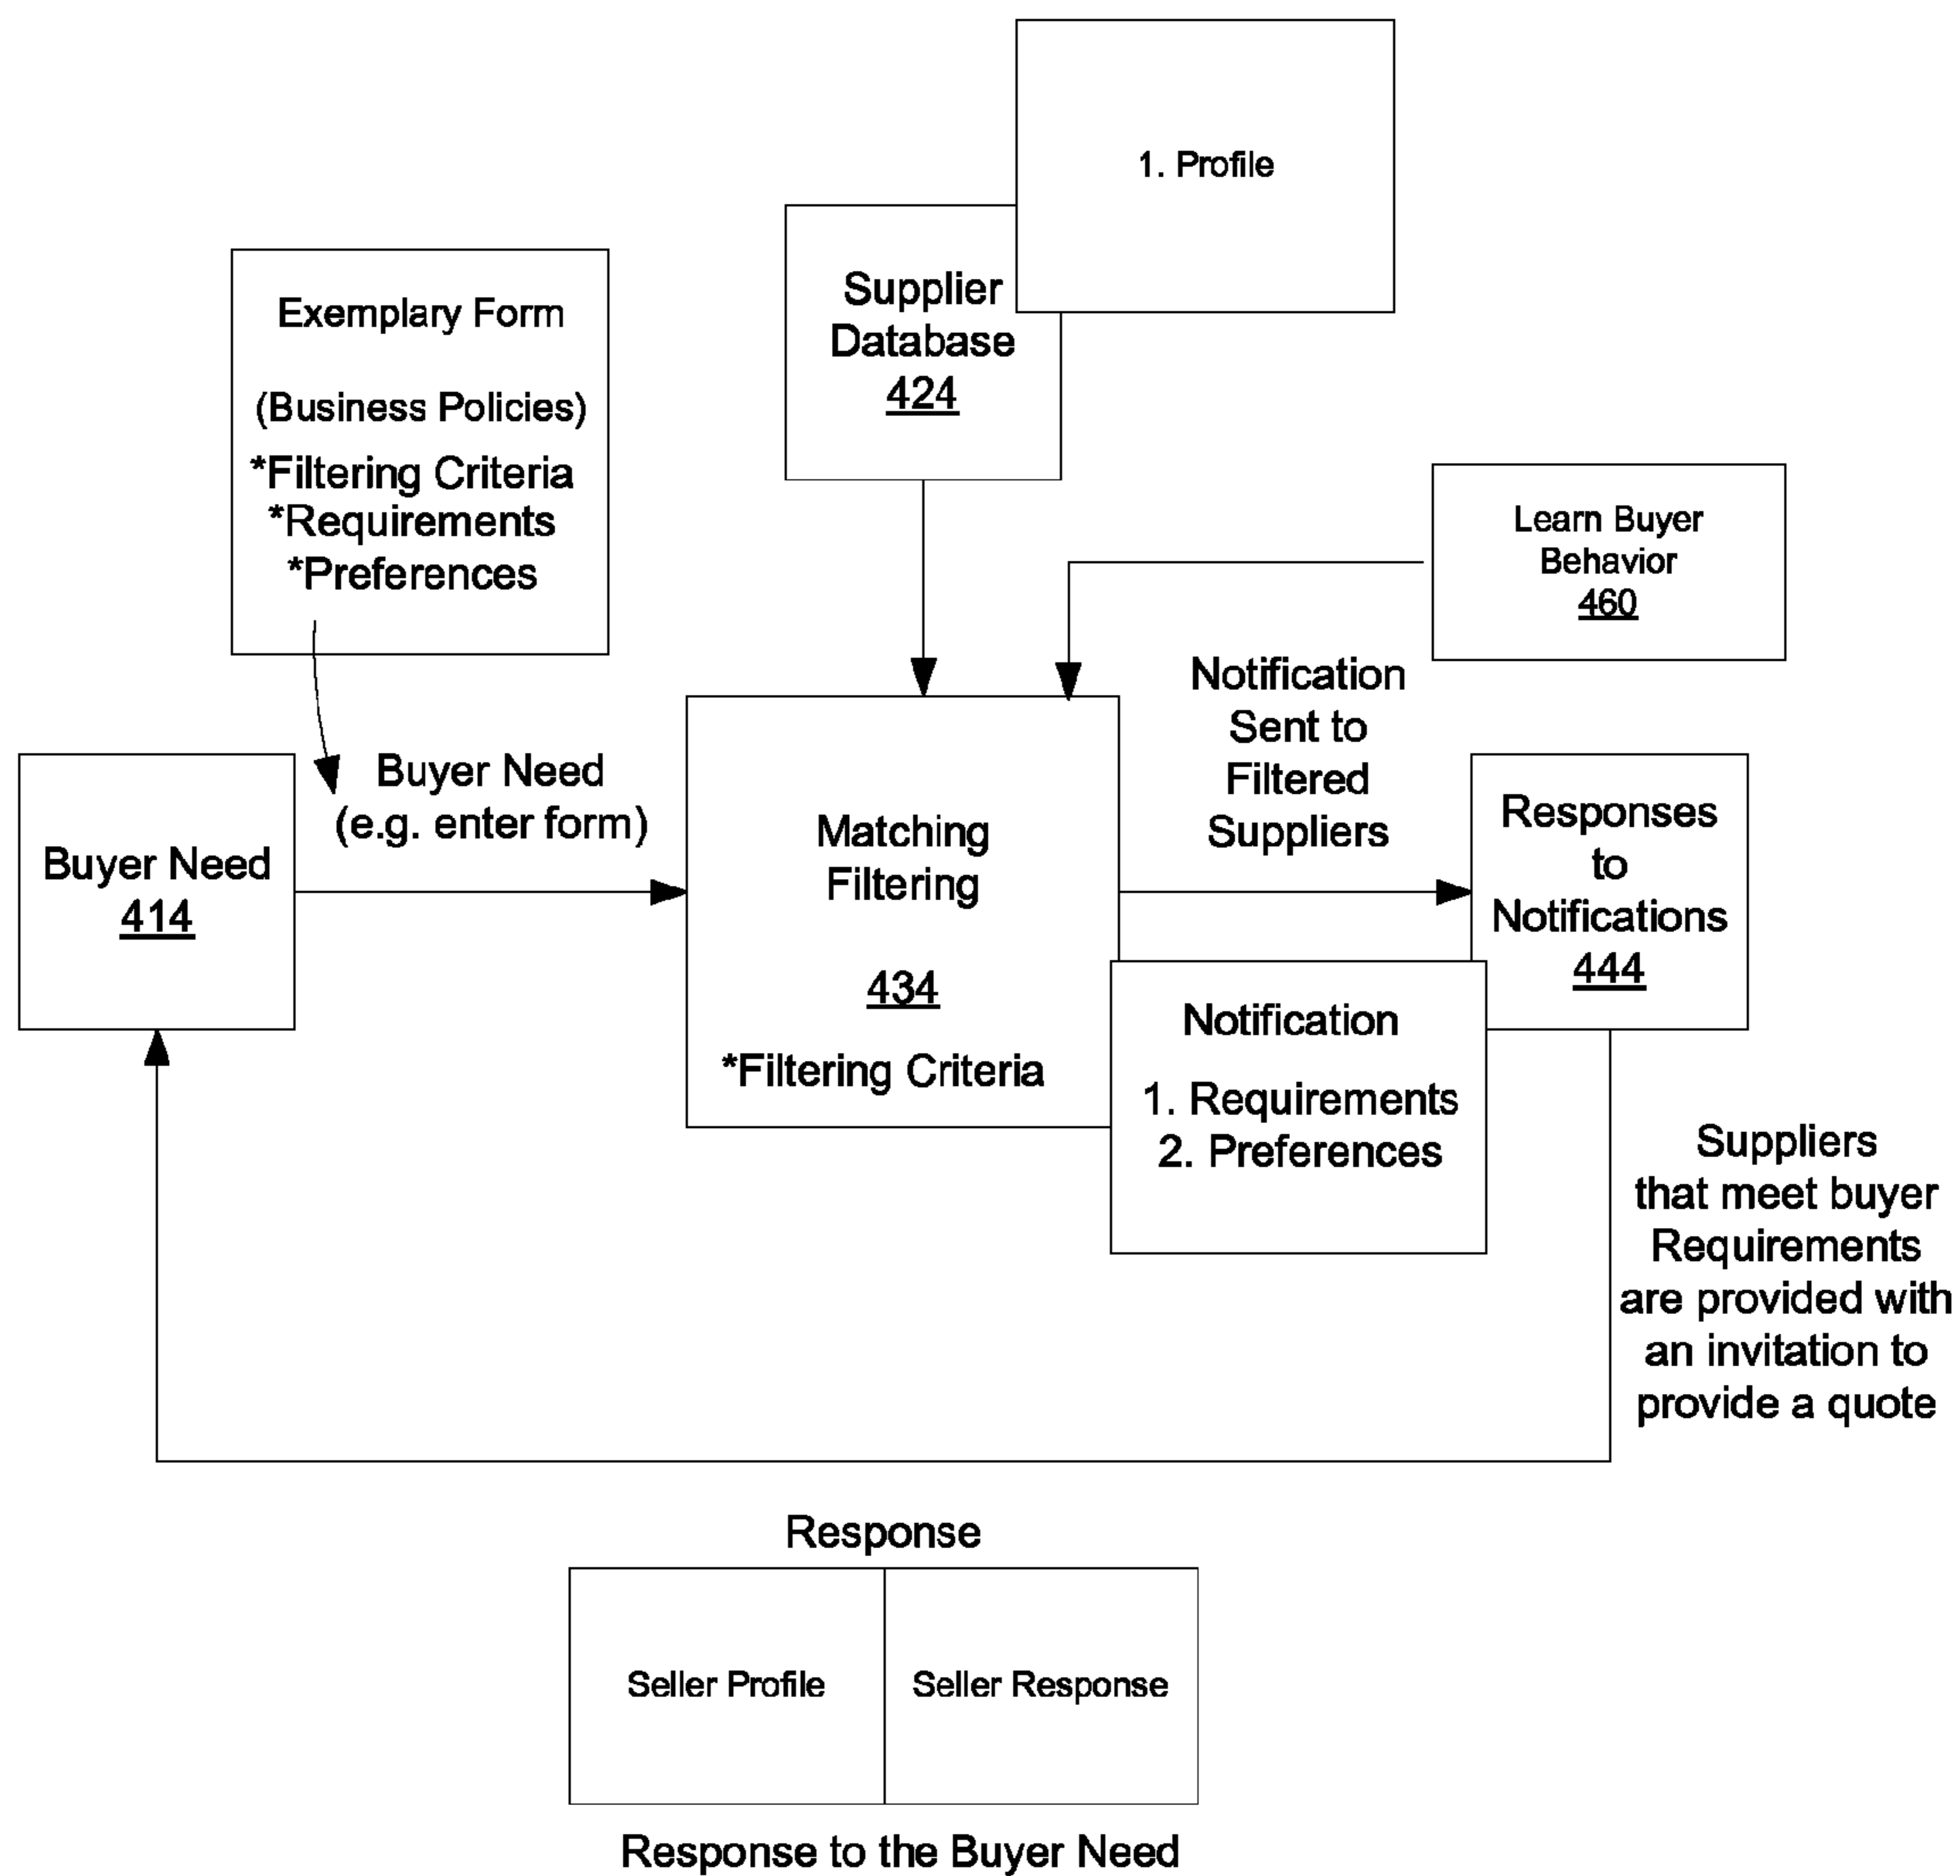 1. Profile
Supplier
Database
424
Exemplary Form
(Business Policies)
*Filtering Criteria
*Requirements
*Preferences
Learn Buyer
Behavior
460
Notification
Sent to
Filtered
Suppliers
Buyer Need
(e.g. enter form)
Buyer Need
414
Matching
Filtering
434
*Filtering Criteria
Responses
to
Notifications
444
Notification
1. Requirements
2. Preferences
Suppliers
that meet buyer
Requirements
are provided with
an invitation to
provide a quote
Response
Seller Profile
Seller Response
Response to the Buyer Need